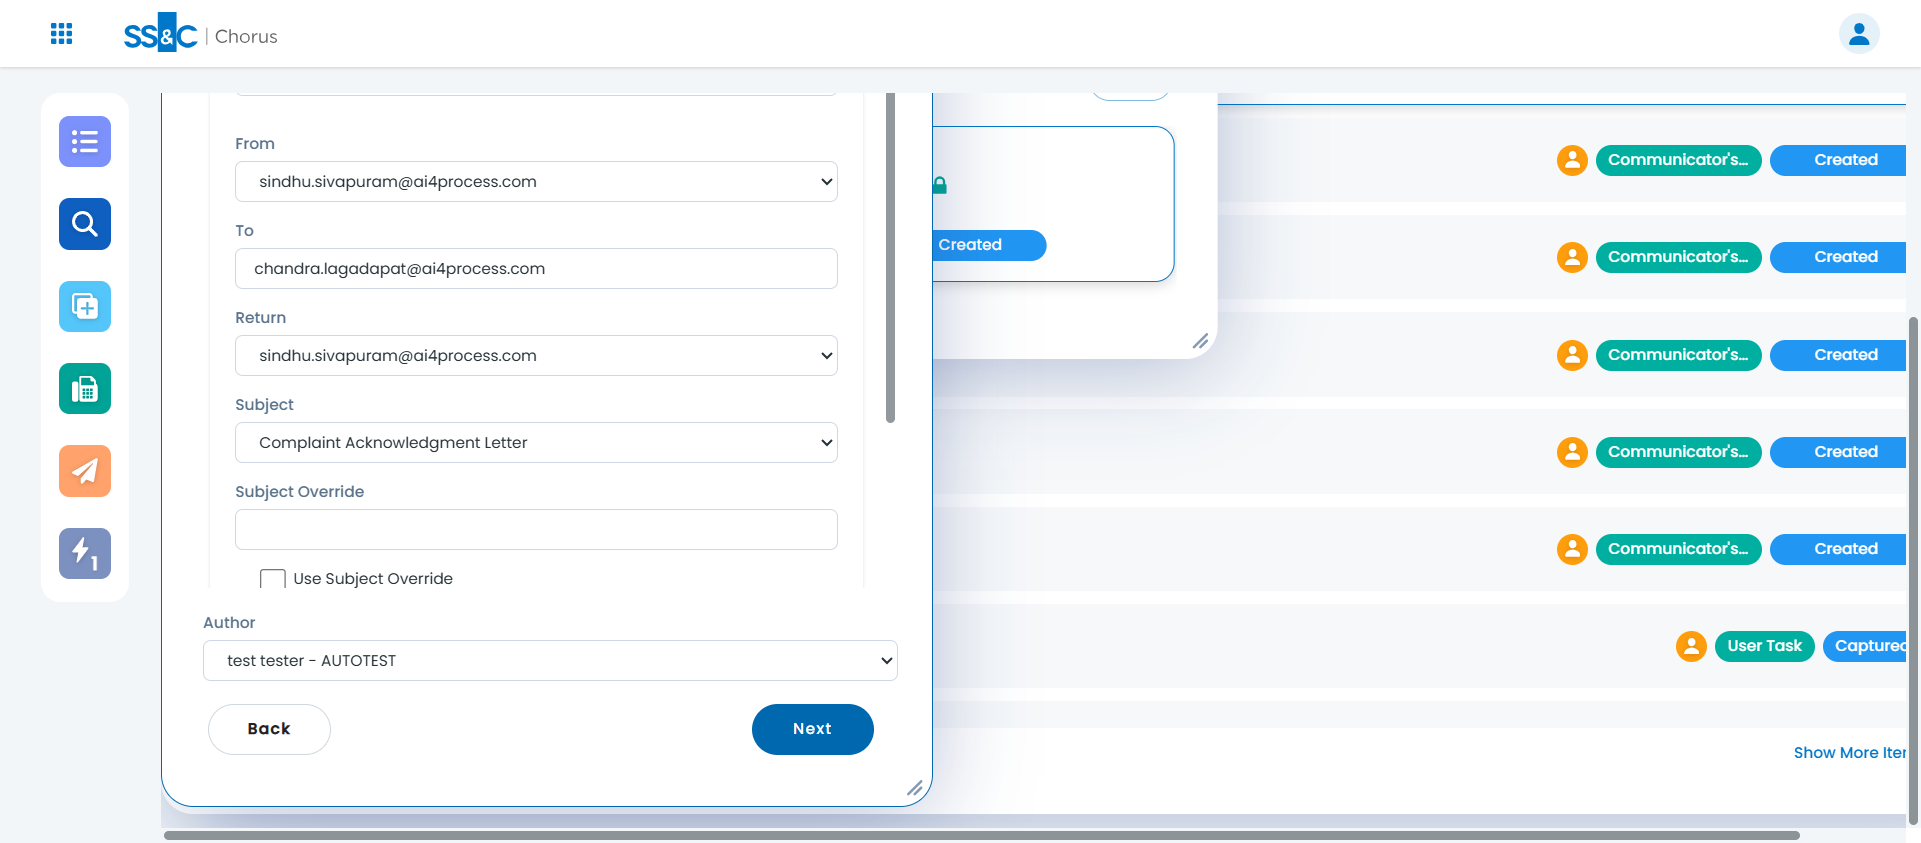 SS&C | Chorus
From
sindhu.sivapuram@ai4process.com
To
chandra.lagadapat@ai4process.com
Return
sindhu.sivapuram@ai4process.com
Subject
Complaint Acknowledgment Letter
Subject Override
Use Subject Override
Author
test tester - AUTOTEST
Back
Next
1
Created
Communicator's... Created
Communicator's... Created
Communicator's... Created
Communicator's... Created
Communicator's... Created
User Task Captured
Show More